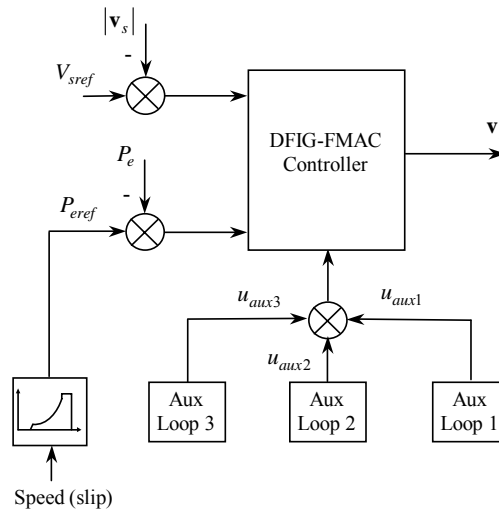 |v_s|
-
V_sref
DFIG-FMAC
Controller
v
P_e
-
P_eref
u_aux3
u_aux1
u_aux2
Aux
Loop 3
Aux
Loop 2
Aux
Loop 1
Speed (slip)